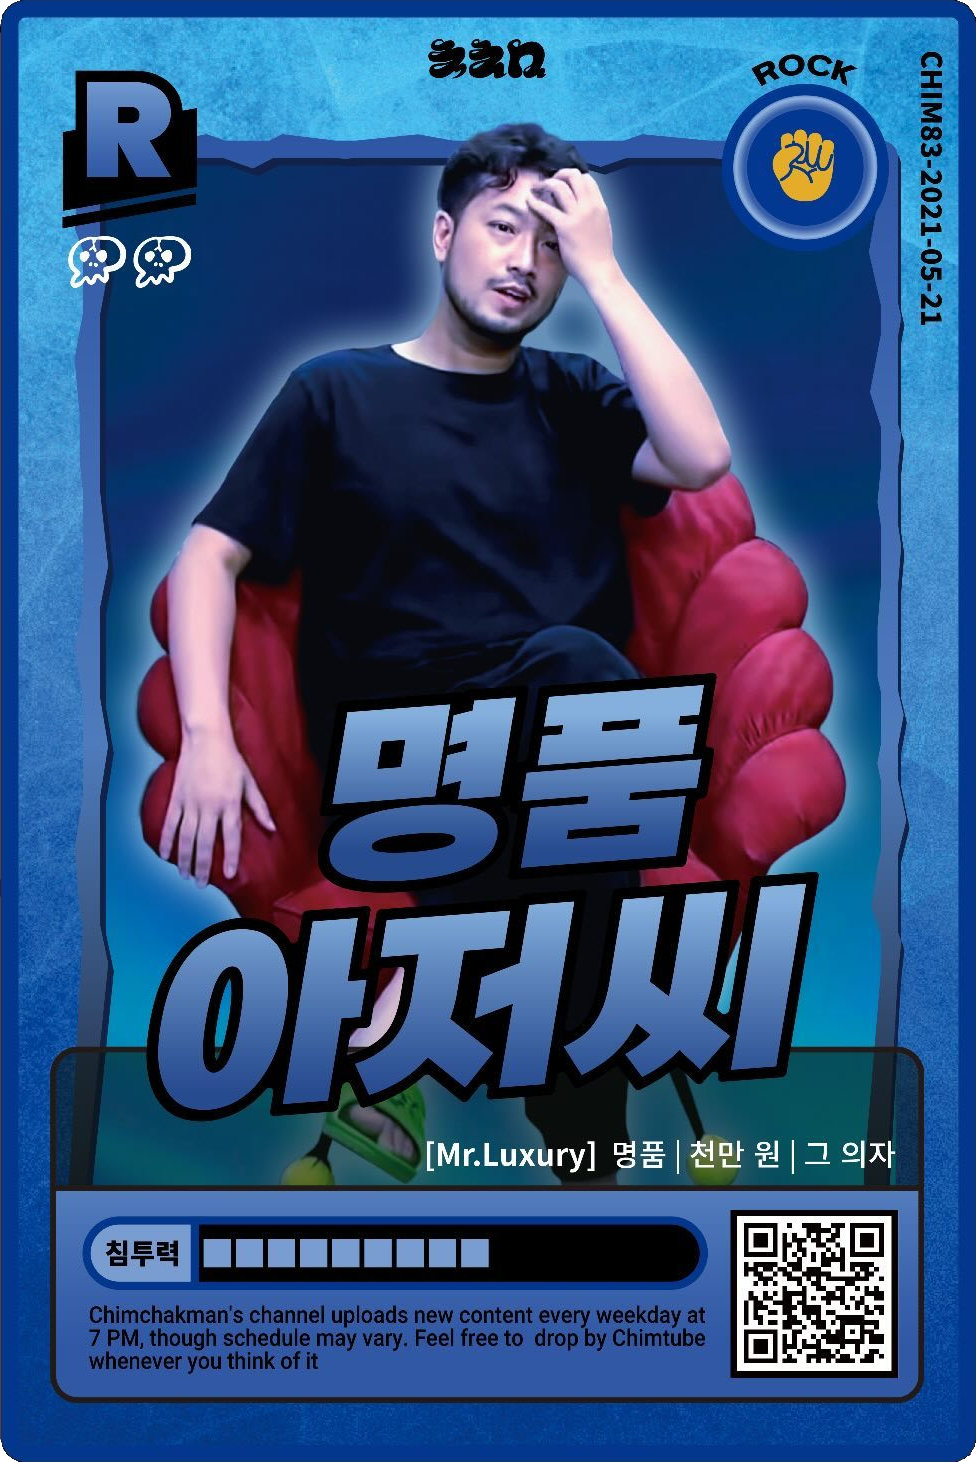 R
ROCK
CHIM83-2021-05-21
명품
아저씨
[Mr.Luxury] 명품 | 천만 원 | 그 의자
침투력
Chimchakman's channel uploads new content every weekday at
7 PM, though schedule may vary. Feel free to drop by Chimtube
whenever you think of it